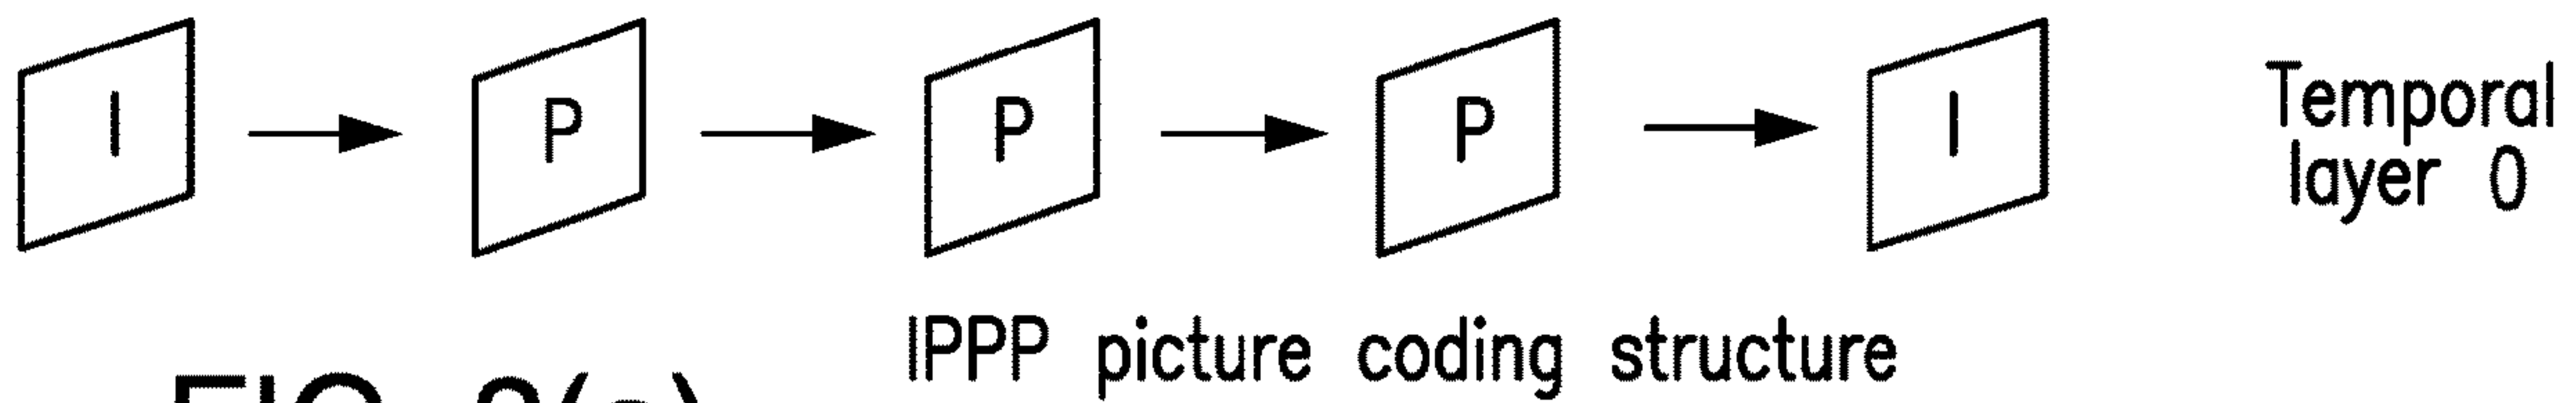 I P P P I
Temporal
layer 0
IPPP picture coding structure